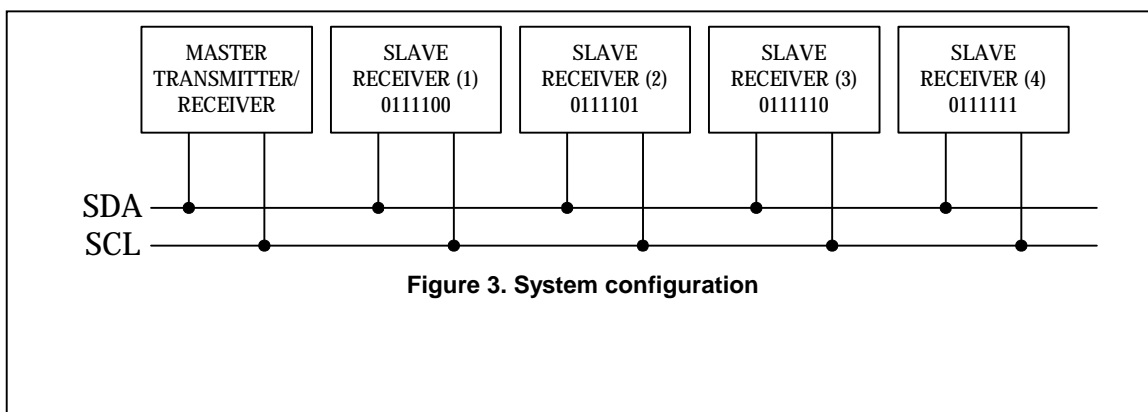 MASTER
TRANSMITTER/
RECEIVER
SLAVE
RECEIVER (1)
0111100
SLAVE
RECEIVER (2)
0111101
SLAVE
RECEIVER (3)
0111110
SLAVE
RECEIVER (4)
0111111
SDA
SCL
Figure 3. System configuration